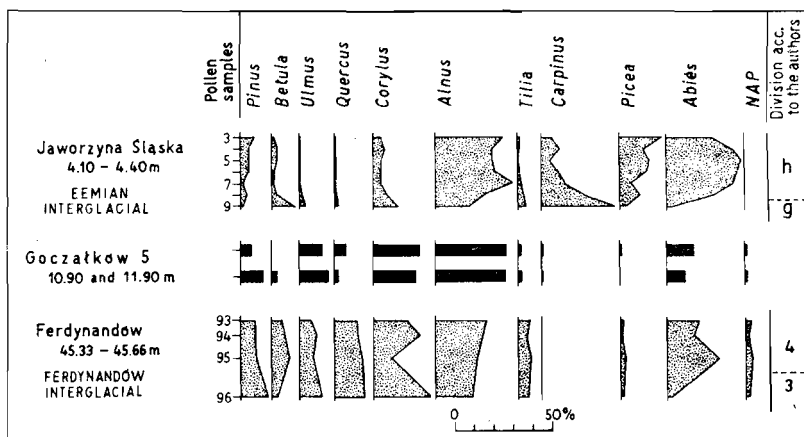 Pollen samples
Pinus
Betula
Ulmus
Quercus
Corylus
Alnus
Tilia
Carpinus
Picea
Abiés
NAP
Division acc. to the authors
Jaworzyna Śląska
4.10 – 4.40 m
EEMIAN
INTERGLACIAL
3
5
7
9
h
g
Goczałków 5
10.90 and 11.90 m
Ferdynandów
45.33 – 45.66 m
FERDYNANDÓW
INTERGLACIAL
93
94
95
96
4
3
0 50%